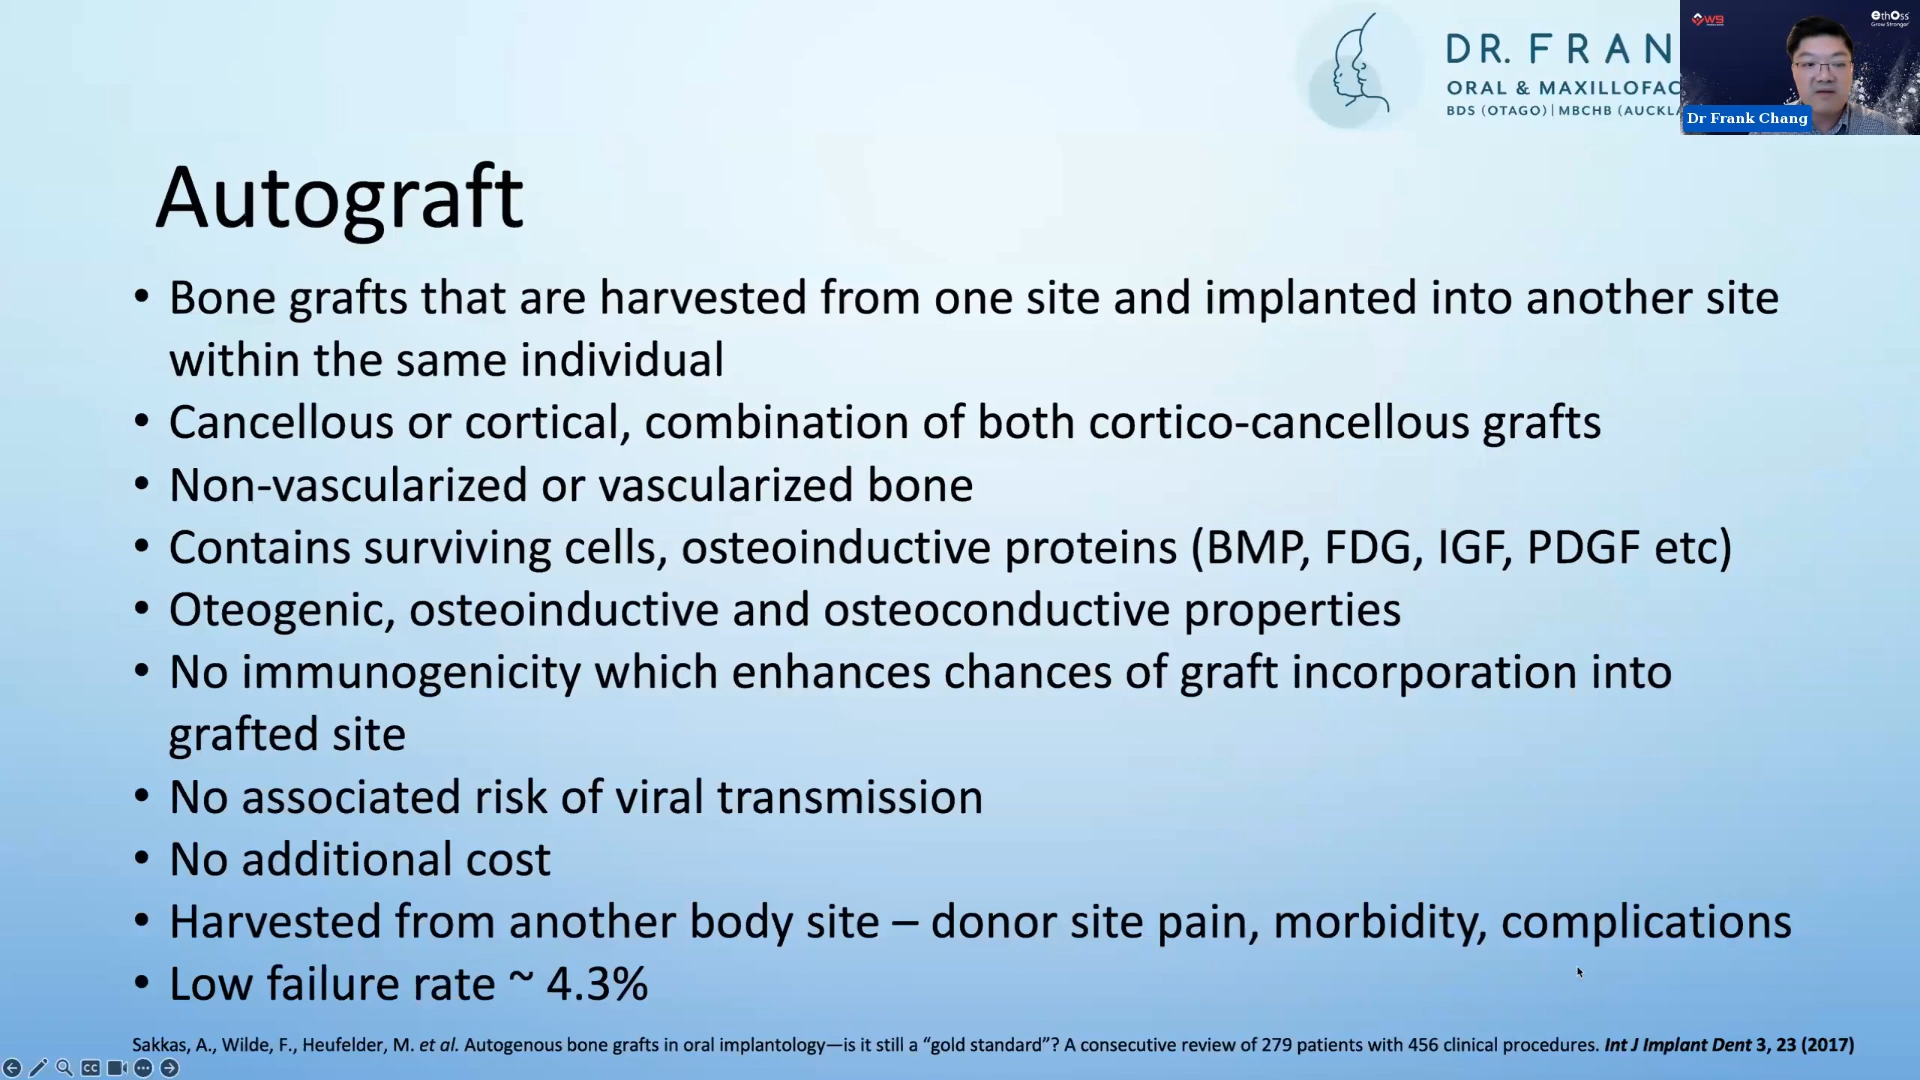 DR. FRAN
ORAL & MAXILLOFAC
BDS (OTAGO) | MBCHB (AUCKLA
W9
ethOss
Grow Stronger
Dr Frank Chang
Autograft
• Bone grafts that are harvested from one site and implanted into another site
within the same individual
• Cancellous or cortical, combination of both cortico-cancellous grafts
• Non-vascularized or vascularized bone
• Contains surviving cells, osteoinductive proteins (BMP, FDG, IGF, PDGF etc)
• Oteogenic, osteoinductive and osteoconductive properties
• No immunogenicity which enhances chances of graft incorporation into
grafted site
• No associated risk of viral transmission
• No additional cost
• Harvested from another body site – donor site pain, morbidity, complications
• Low failure rate ~ 4.3%
Sakkas, A., Wilde, F., Heufelder, M. et al. Autogenous bone grafts in oral implantology—is it still a “gold standard”? A consecutive review of 279 patients with 456 clinical procedures. Int J Implant Dent 3, 23 (2017)
CC